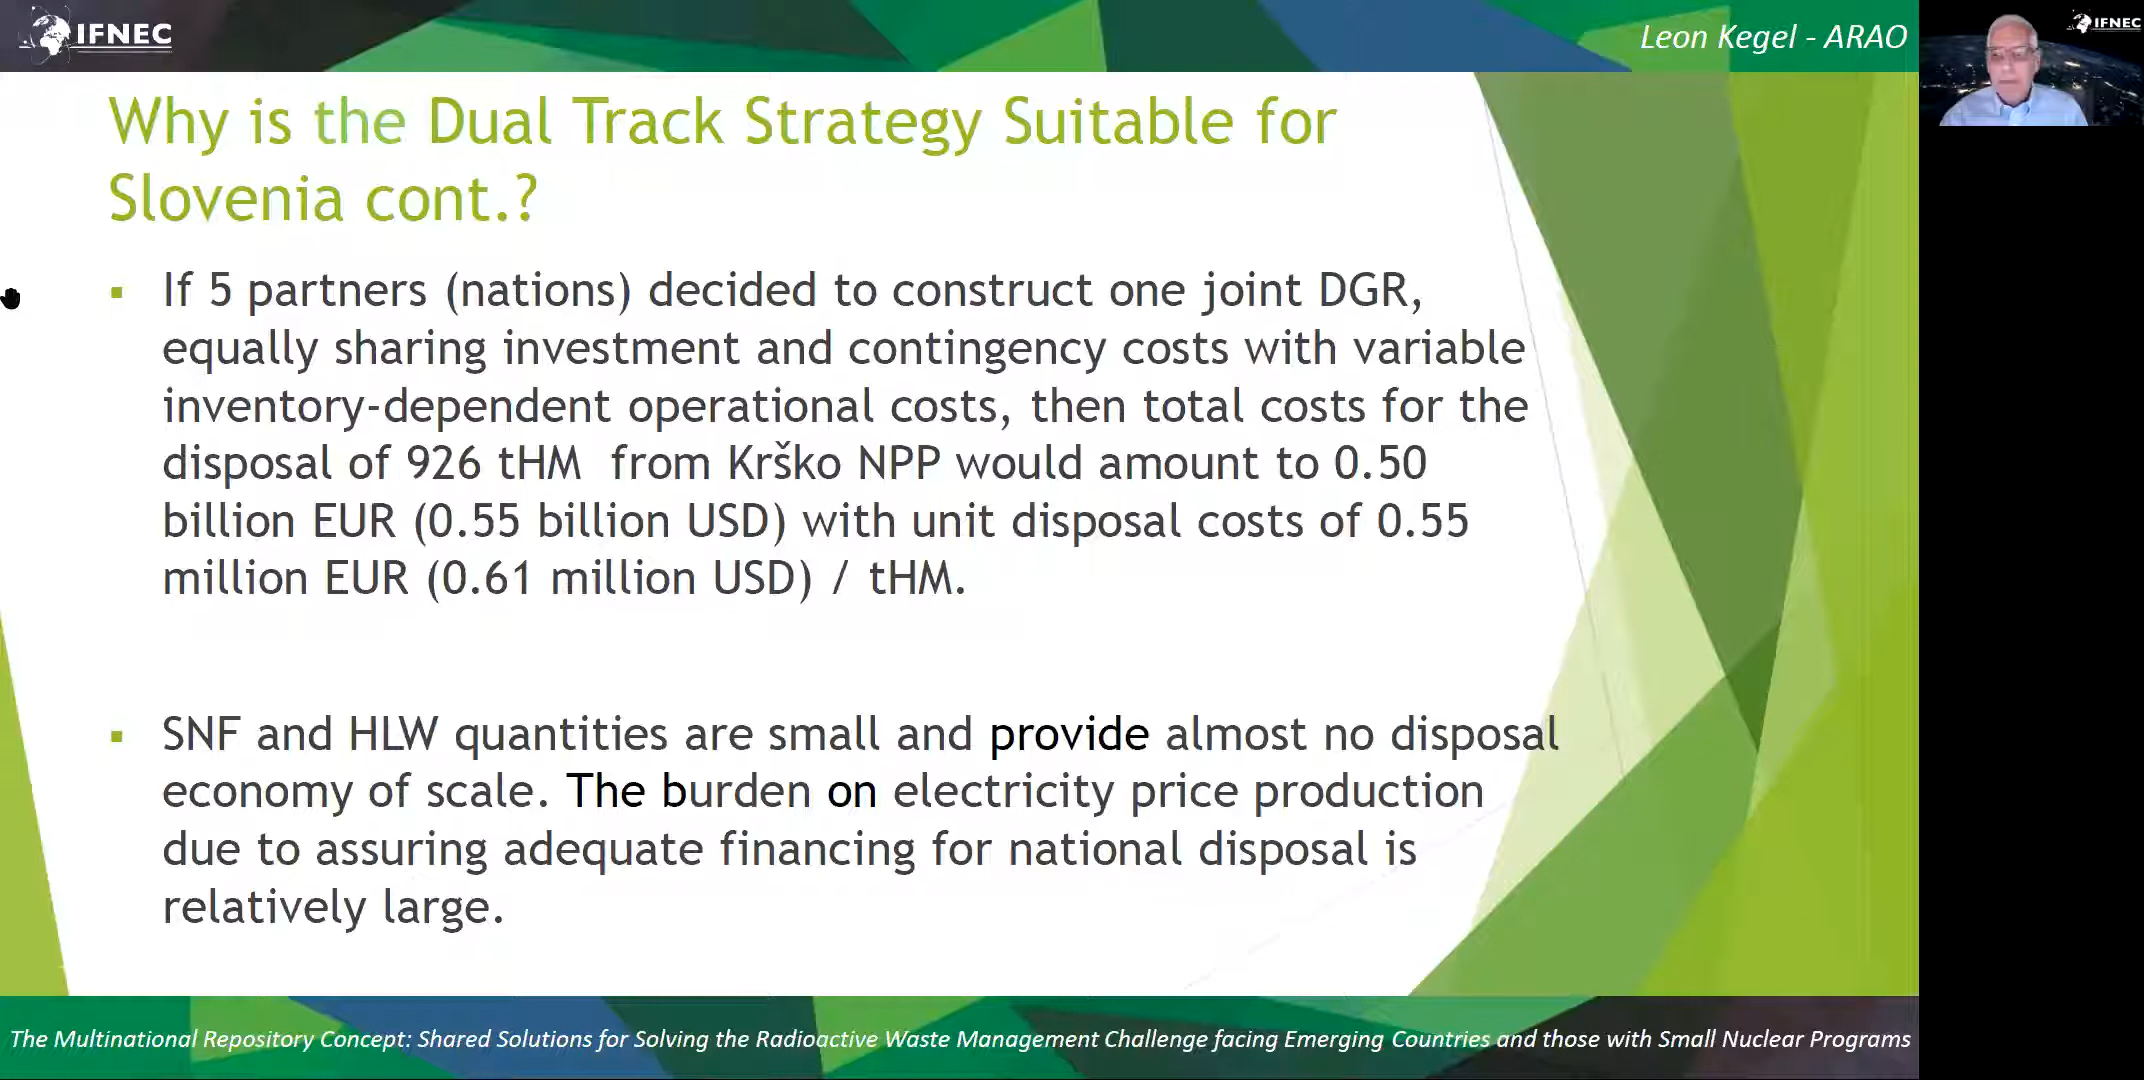 IFNEC
Leon Kegel - ARAO
IFNEC
Why is the Dual Track Strategy Suitable for
Slovenia cont.?
▪ If 5 partners (nations) decided to construct one joint DGR,
equally sharing investment and contingency costs with variable
inventory-dependent operational costs, then total costs for the
disposal of 926 tHM from Krško NPP would amount to 0.50
billion EUR (0.55 billion USD) with unit disposal costs of 0.55
million EUR (0.61 million USD) / tHM.
▪ SNF and HLW quantities are small and provide almost no disposal
economy of scale. The burden on electricity price production
due to assuring adequate financing for national disposal is
relatively large.
The Multinational Repository Concept: Shared Solutions for Solving the Radioactive Waste Management Challenge facing Emerging Countries and those with Small Nuclear Programs